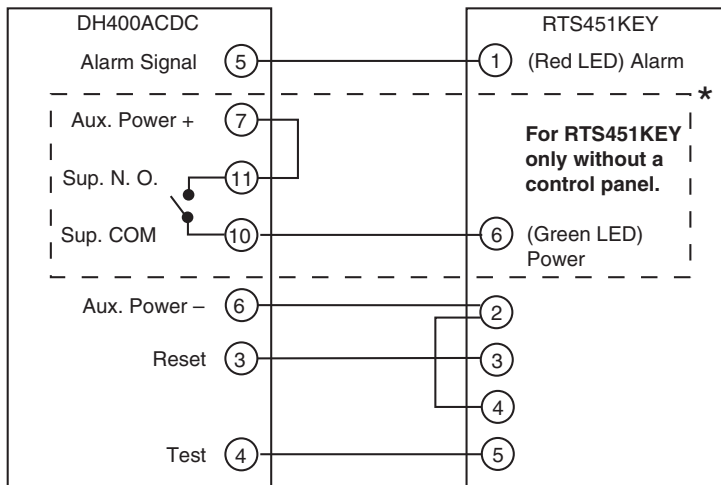 DH400ACDC RTS451KEY
Alarm Signal 5 1 (Red LED) Alarm
*
Aux. Power + 7
For RTS451KEY
only without a
control panel.
Sup. N. O. 11
Sup. COM 10 6 (Green LED)
Power
Aux. Power – 6 2
Reset 3 3
4
Test 4 5